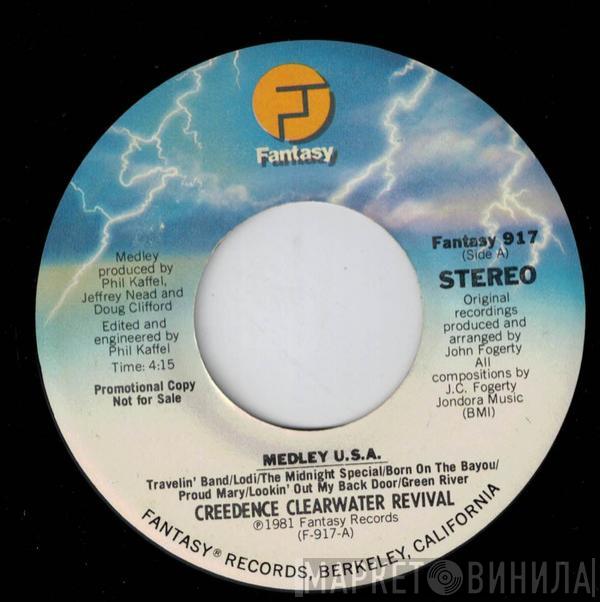 Fantasy
Medley
produced by
Phil Kaffel,
Jeffrey Nead and
Doug Clifford
Edited and
engineered by
Phil Kaffel
Time: 4:15
Promotional Copy
Not for Sale
Fantasy 917
(Side A)
STEREO
Original
recordings
produced and
arranged by
John Fogerty
All
compositions by
J.C. Fogerty
Jondora Music
(BMI)
MEDLEY U.S.A.
Travelin' Band/Lodi/The Midnight Special/Born On The Bayou/
Proud Mary/Lookin' Out My Back Door/Green River
CREEDENCE CLEARWATER REVIVAL
℗1981 Fantasy Records
(F-917-A)
FANTASY® RECORDS, BERKELEY, CALIFORNIA
МАРКЕТ ВИНИЛА